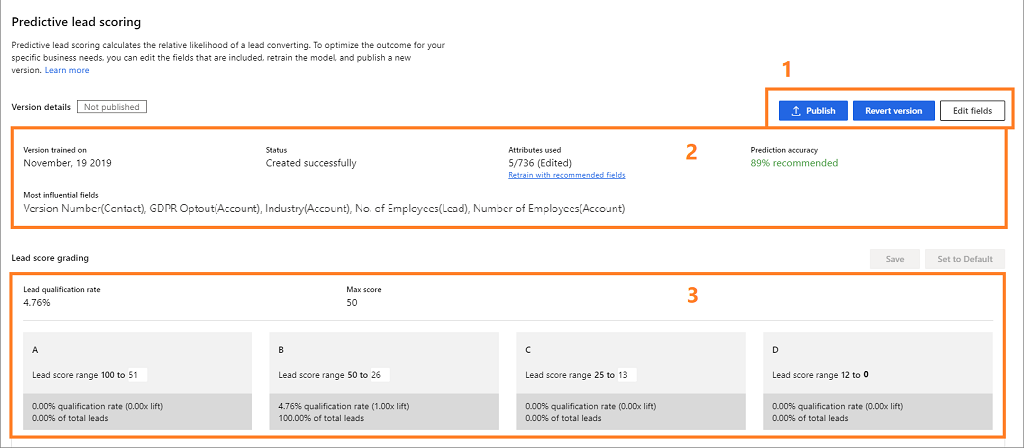 Predictive lead scoring
Predictive lead scoring calculates the relative likelihood of a lead converting. To optimize the outcome for your
specific business needs, you can edit the fields that are included, retrain the model, and publish a new
version. Learn more
1
Version details Not published Publish Revert version Edit fields
2
Version trained on Status Attributes used Prediction accuracy
November, 19 2019 Created successfully 5/736 (Edited) 89% recommended
Retrain with recommended fields
Most influential fields
Version Number(Contact), GDPR Optout(Account), Industry(Account), No. of Employees(Lead), Number of Employees(Account)
Lead score grading Save Set to Default
3
Lead qualification rate Max score
4.76% 50
A B C D
Lead score range 100 to 51 Lead score range 50 to 26 Lead score range 25 to 13 Lead score range 12 to 0
0.00% qualification rate (0.00x lift) 4.76% qualification rate (1.00x lift) 0.00% qualification rate (0.00x lift) 0.00% qualification rate (0.00x lift)
0.00% of total leads 100.00% of total leads 0.00% of total leads 0.00% of total leads